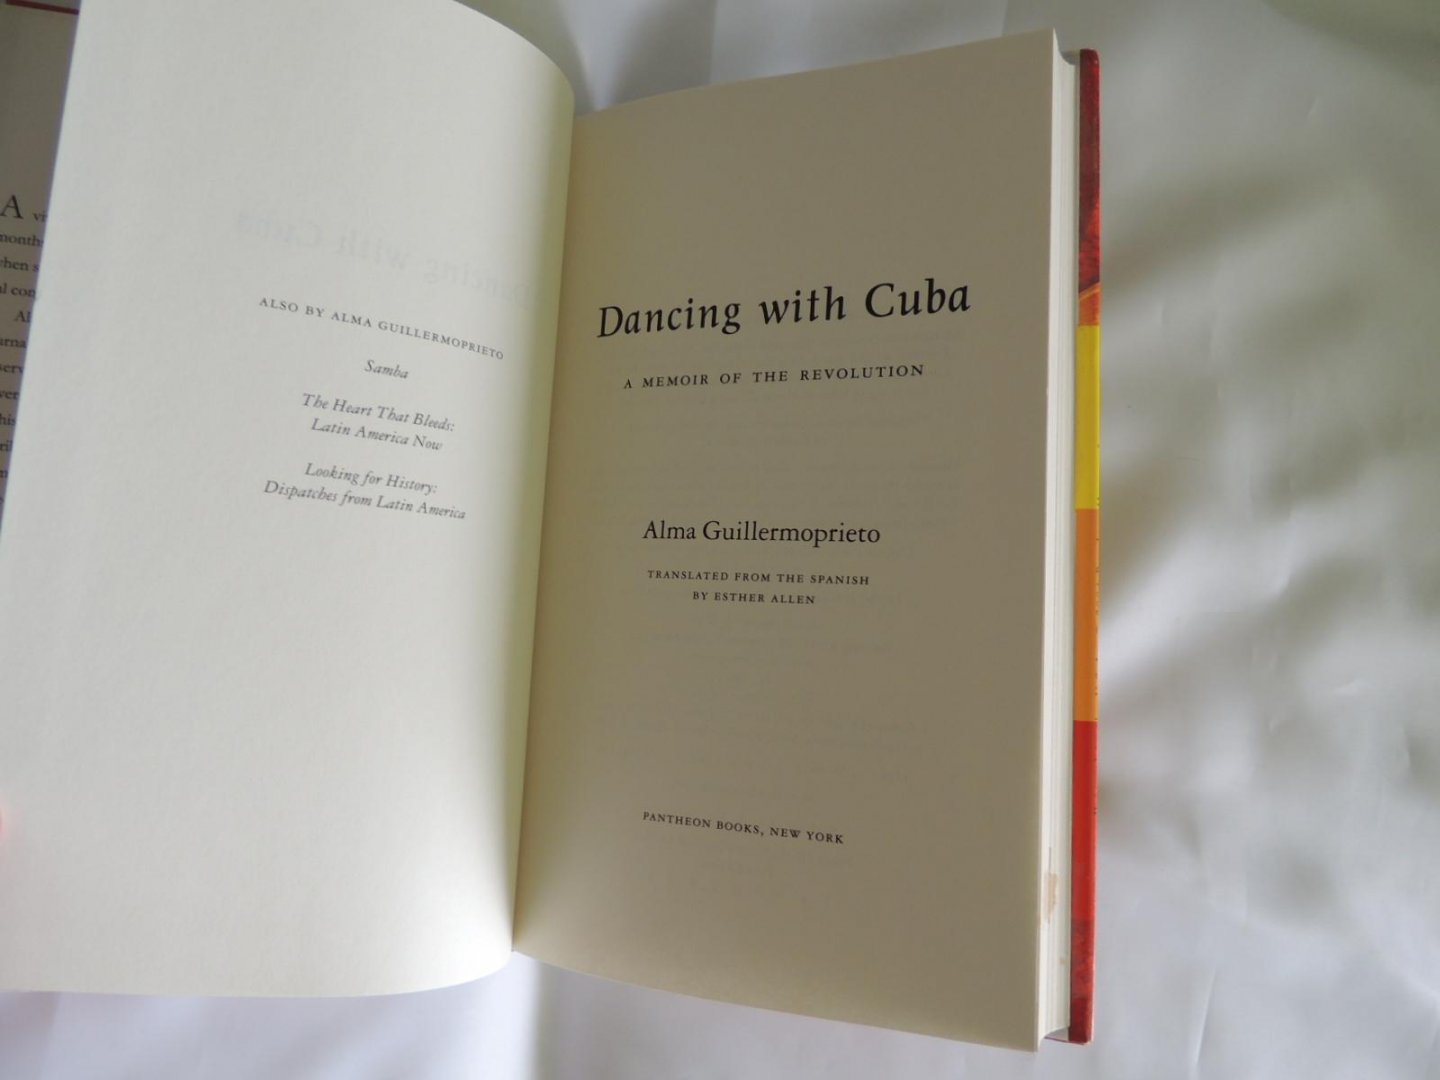 A
months
ALSO BY ALMA GUILLERMOPRIETO
Samba
The Heart That Bleeds:
Latin America Now
Looking for History:
Dispatches from Latin America
Dancing with Cuba
A MEMOIR OF THE REVOLUTION
Alma Guillermoprieto
TRANSLATED FROM THE SPANISH
BY ESTHER ALLEN
PANTHEON BOOKS, NEW YORK